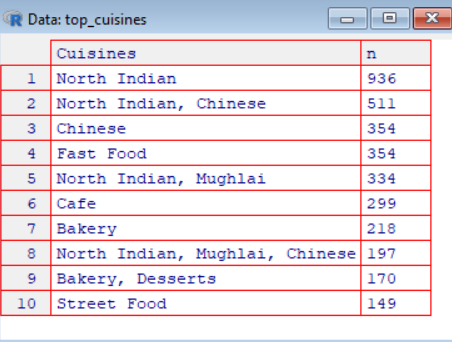 Data: top_cuisines
Cuisines n
1 North Indian 936
2 North Indian, Chinese 511
3 Chinese 354
4 Fast Food 354
5 North Indian, Mughlai 334
6 Cafe 299
7 Bakery 218
8 North Indian, Mughlai, Chinese 197
9 Bakery, Desserts 170
10 Street Food 149